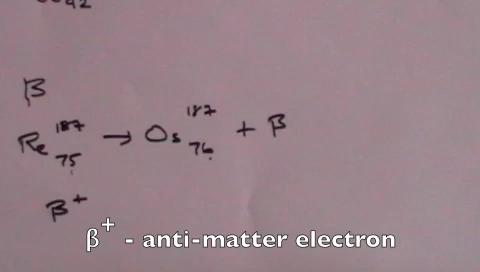 β
Re 187 75 → Os 187 76 + β
β+
β+ - anti-matter electron